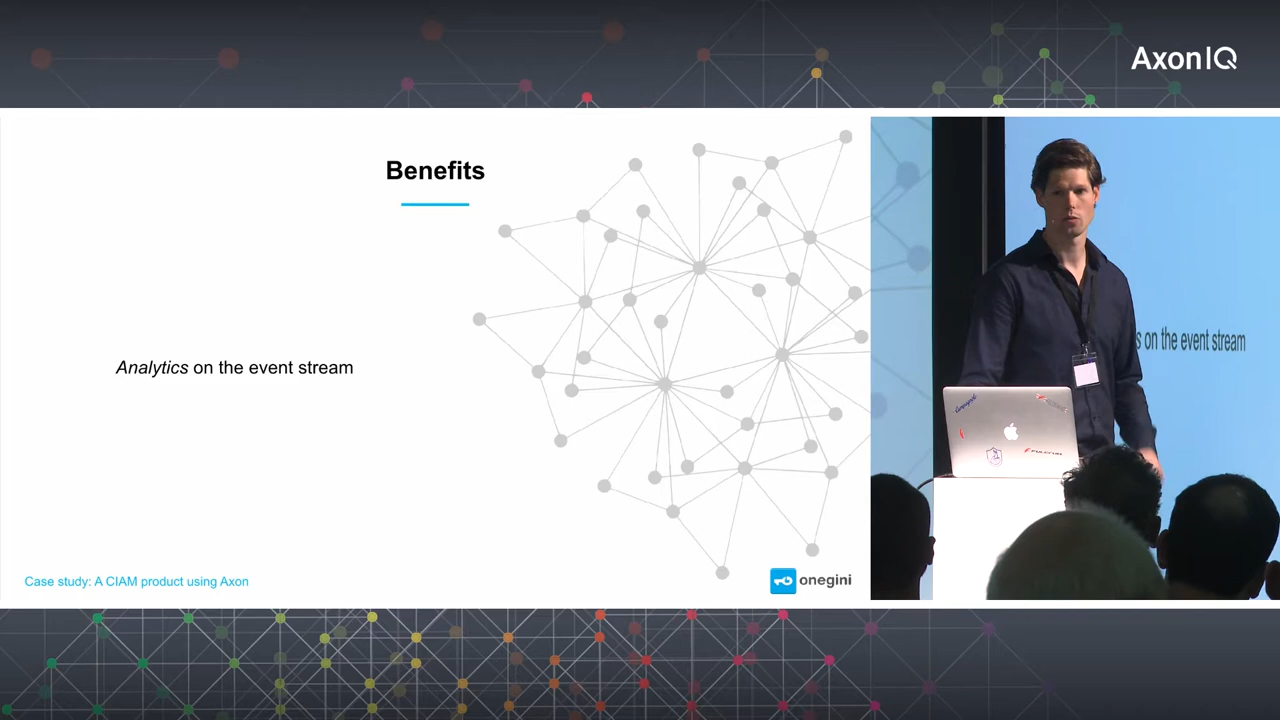 AxonIQ
Benefits
Analytics on the event stream
s on the event stream
Case study: A CIAM product using Axon
onegini